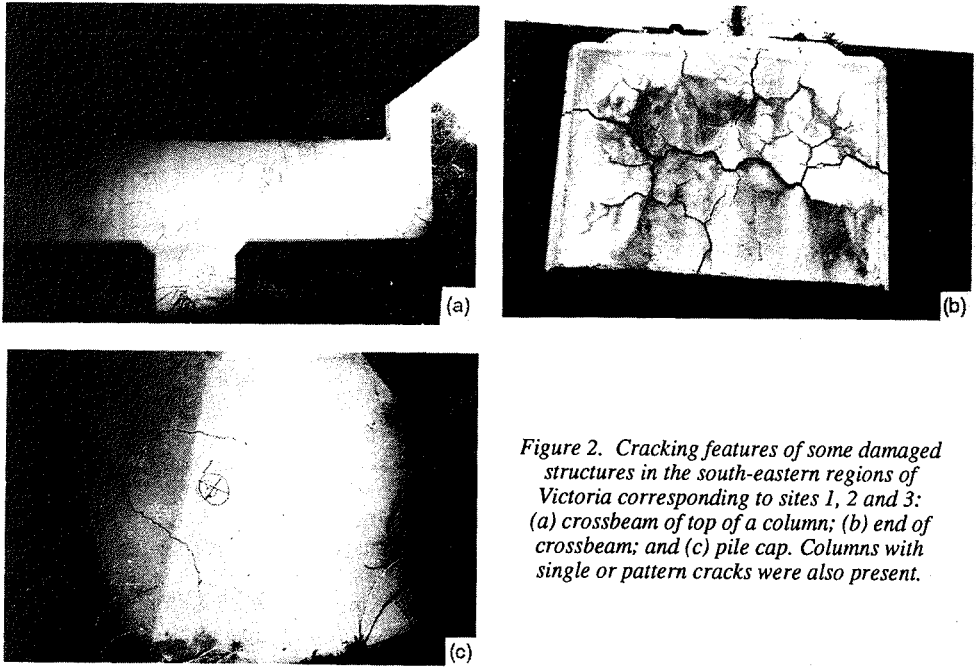 (a)
(b)
(c)
Figure 2. Cracking features of some damaged
structures in the south-eastern regions of
Victoria corresponding to sites 1, 2 and 3:
(a) crossbeam of top of a column; (b) end of
crossbeam; and (c) pile cap. Columns with
single or pattern cracks were also present.